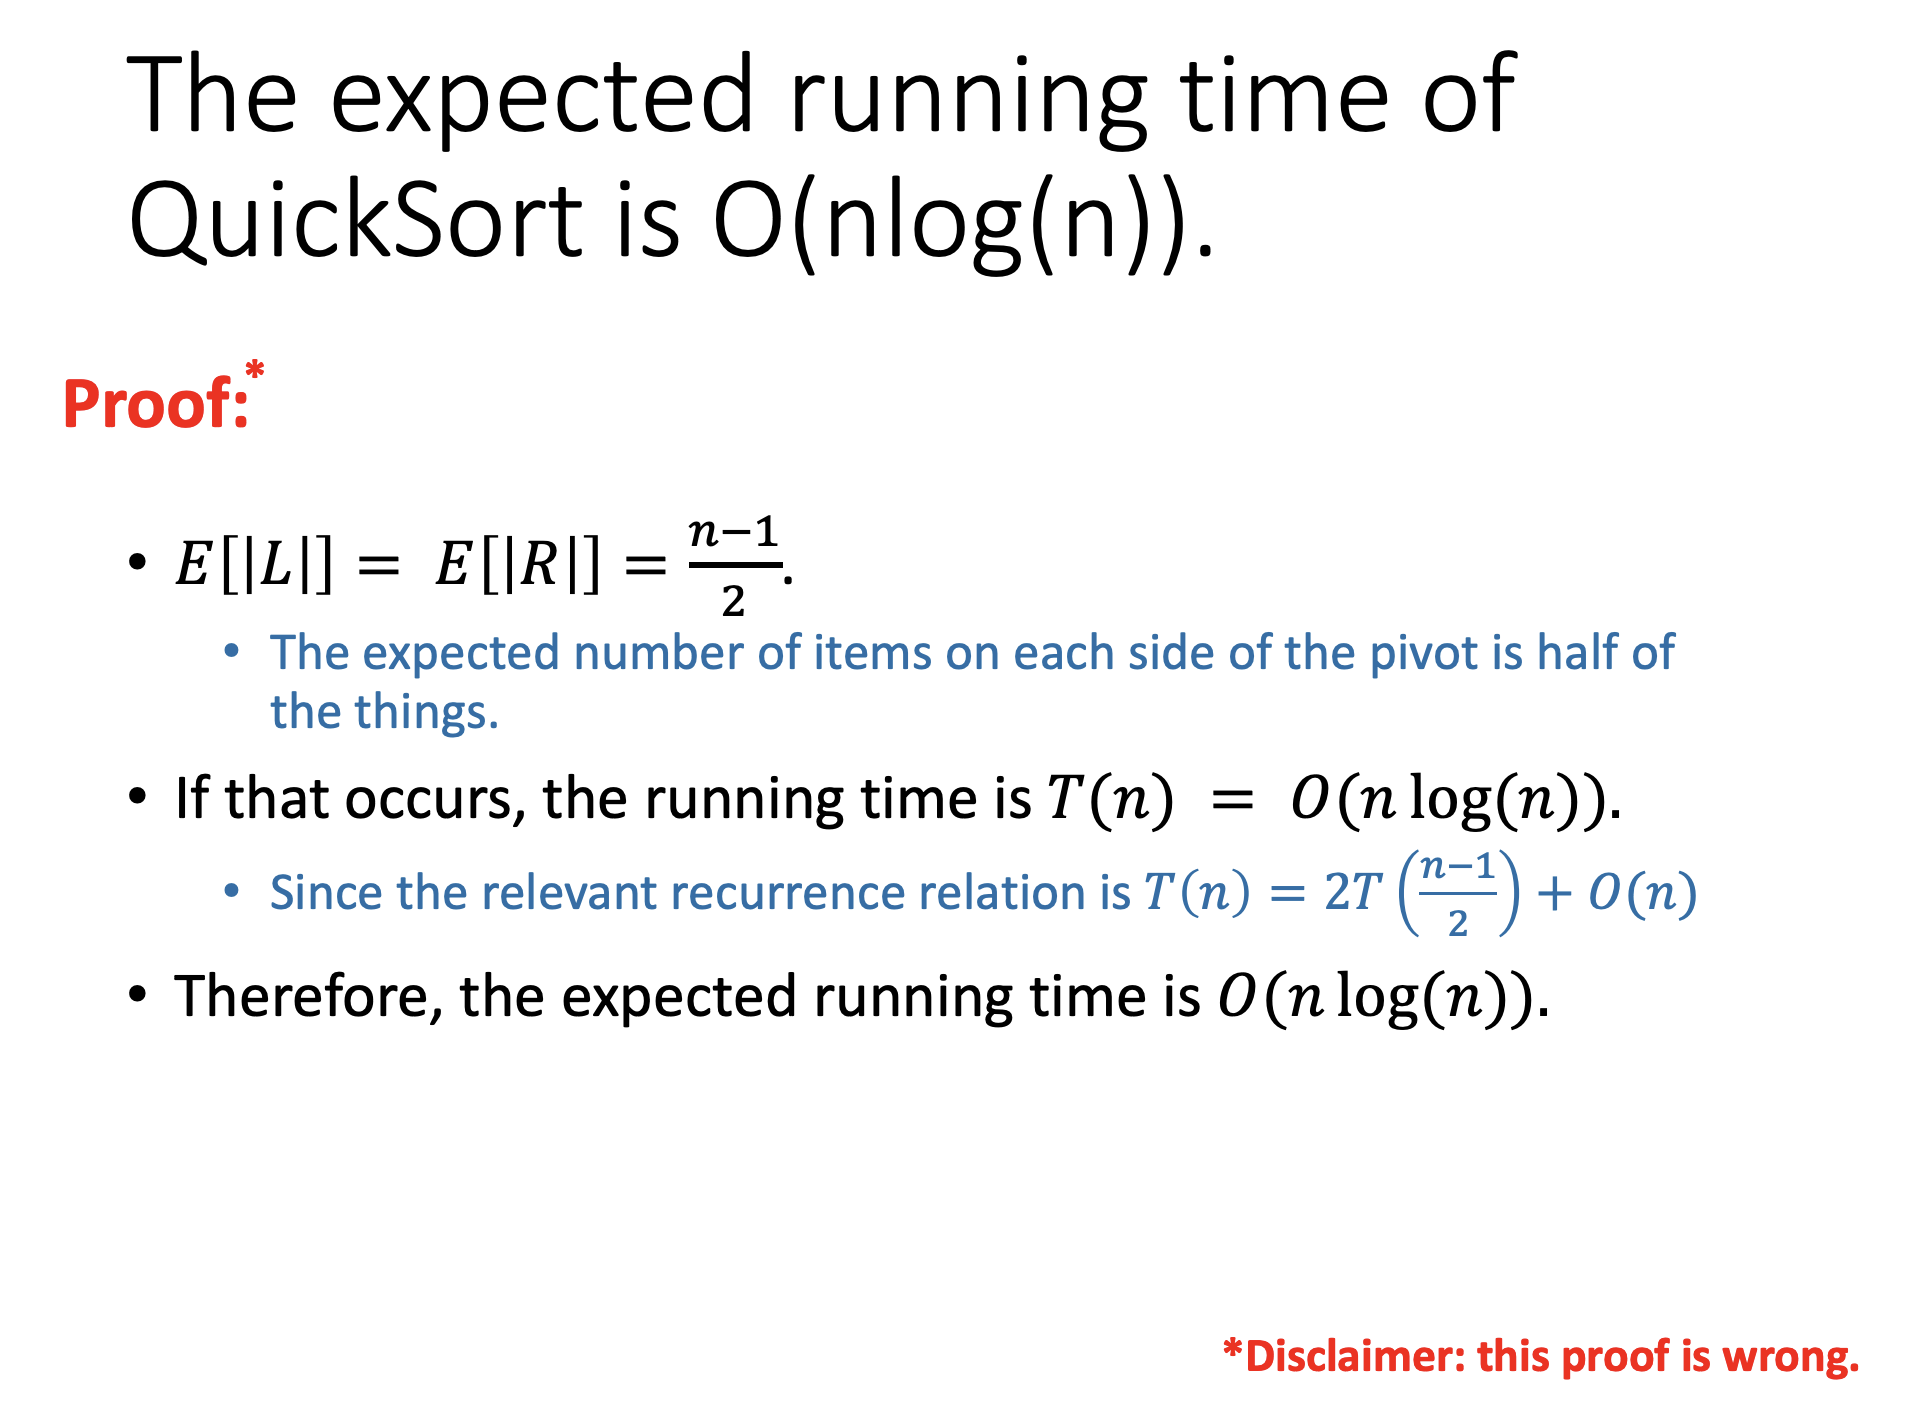 The expected running time of
QuickSort is O(nlog(n)).
Proof:*
• E[|L|] = E[|R|] = \frac{n−1}{2}.
• The expected number of items on each side of the pivot is half of
the things.
• If that occurs, the running time is T(n) = O(n log(n)).
• Since the relevant recurrence relation is T(n) = 2T(\frac{n−1}{2}) + O(n)
• Therefore, the expected running time is O(n log(n)).
*Disclaimer: this proof is wrong.